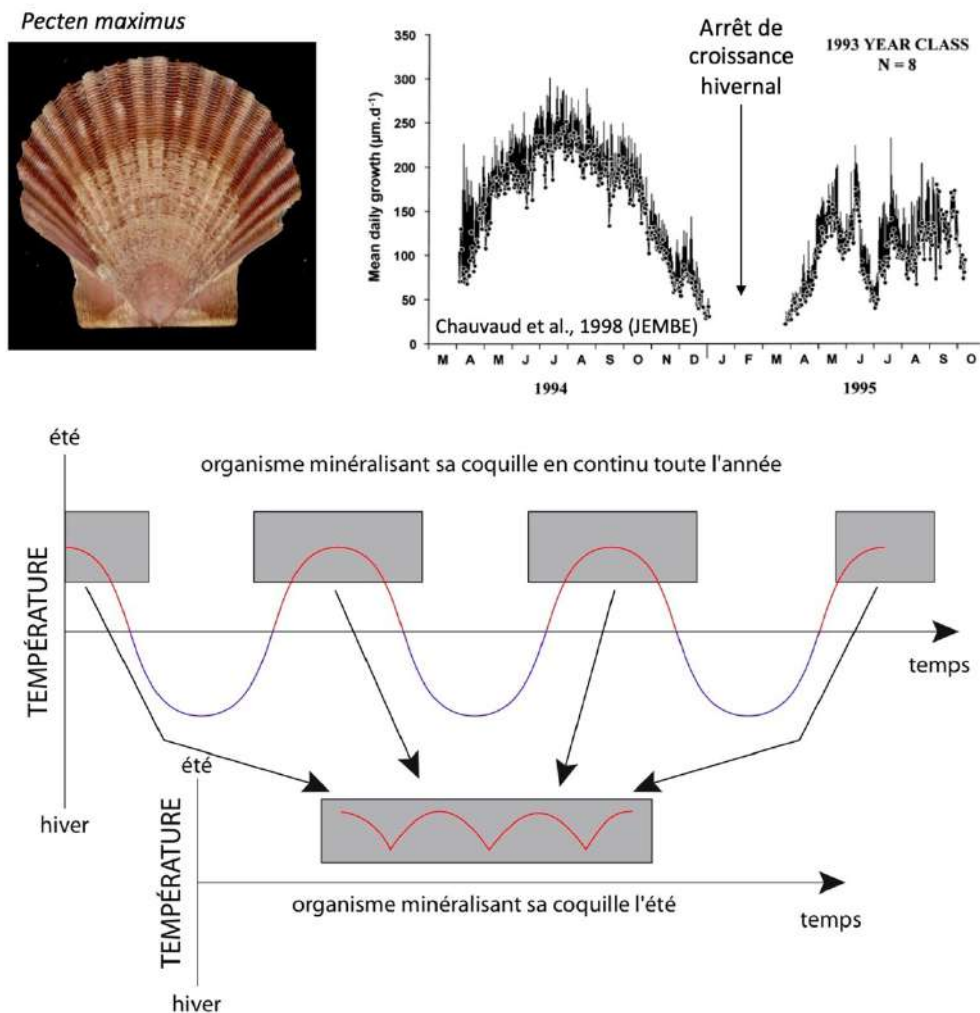 Pecten maximus
Arrêt de
croissance
hivernal
1993 YEAR CLASS
N = 8
Mean daily growth (µm.d⁻¹)
350
300
250
200
150
100
50
0
Chauvaud et al., 1998 (JEMBE)
M A M J J A S O N D J F M A M J J A S O
1994 1995
été
organisme minéralisant sa coquille en continu toute l'année
TEMPÉRATURE
temps
hiver
été
TEMPÉRATURE
organisme minéralisant sa coquille l'été
temps
hiver